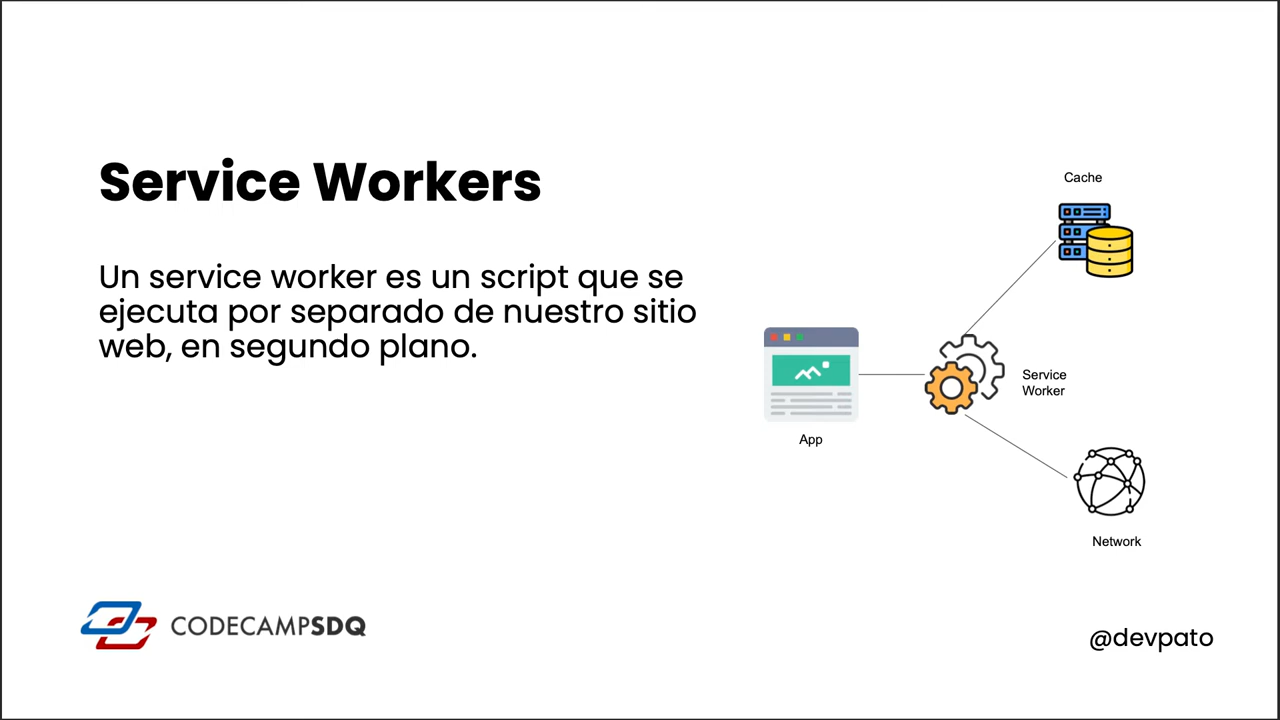 Service Workers
Un service worker es un script que se
ejecuta por separado de nuestro sitio
web, en segundo plano.
Cache
Service
Worker
App
Network
CODECAMPSDQ
@devpato